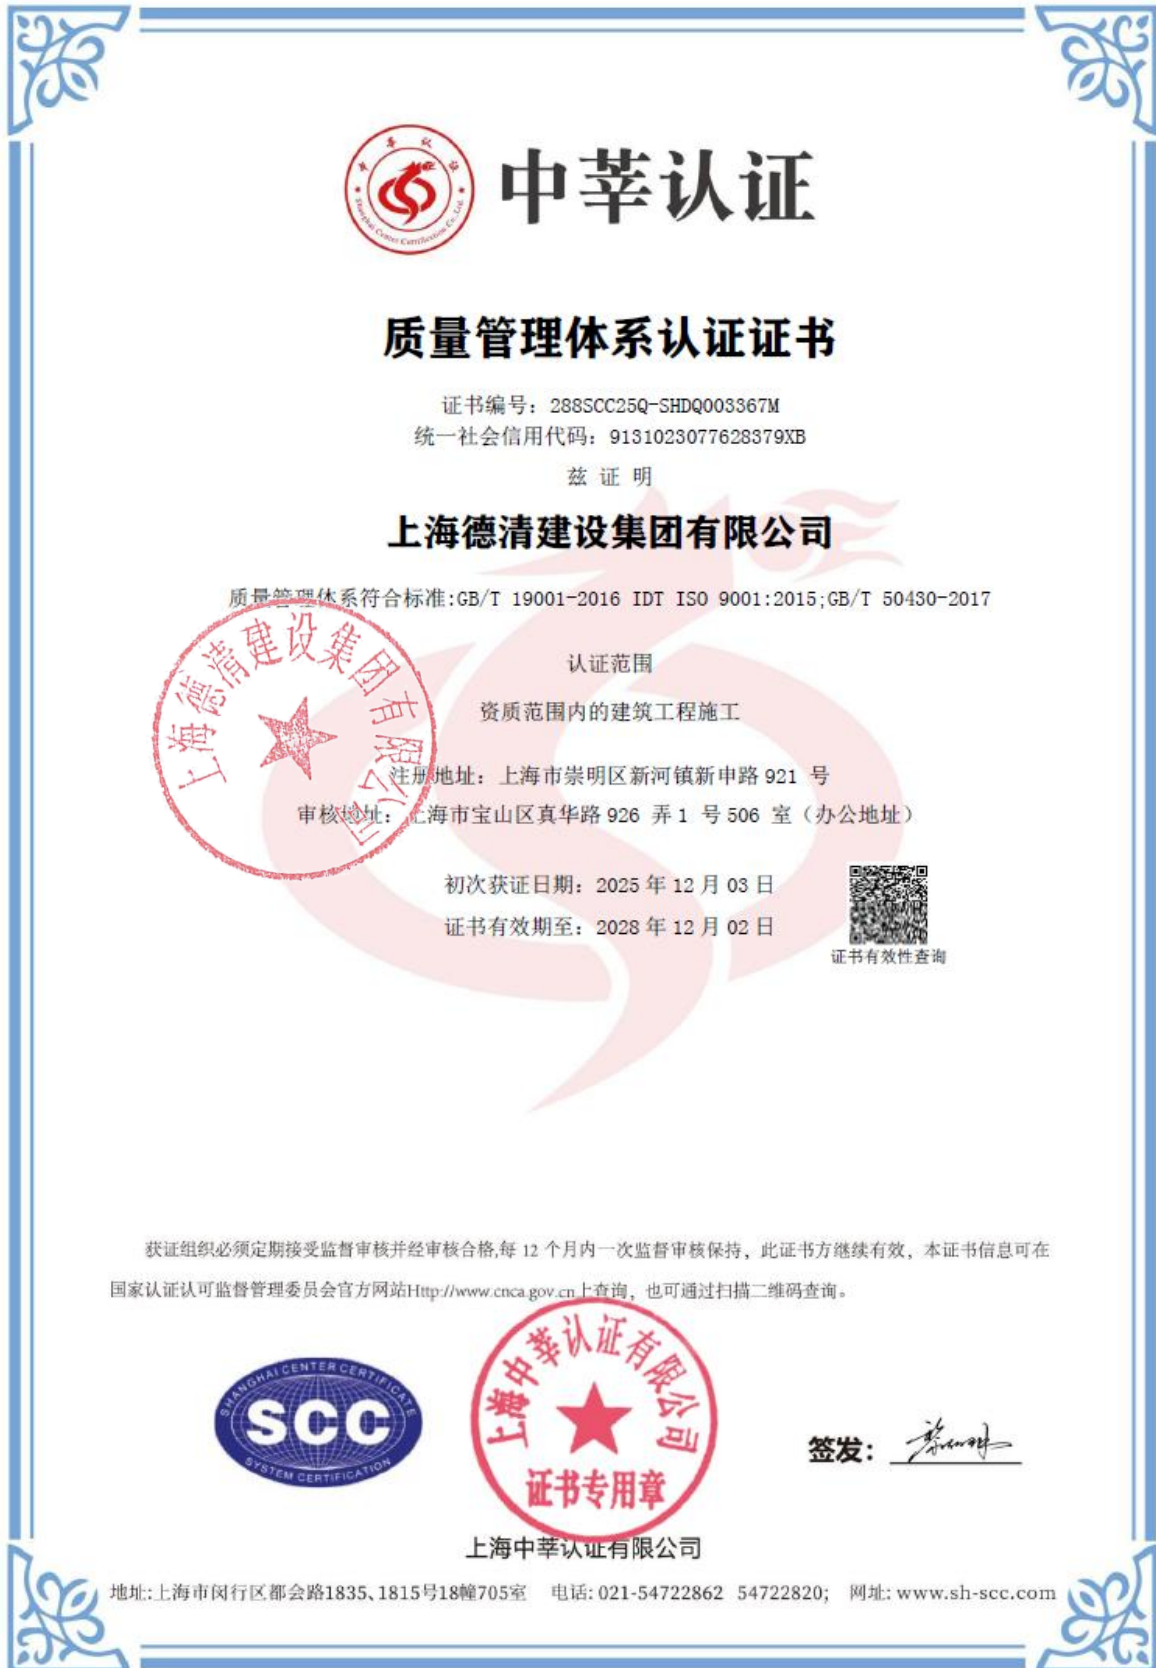 中莘认证
Shanghai Center Certification Co., Ltd.
中莘认证
质量管理体系认证证书
证书编号：288SCC25Q-SHDQ003367M
统一社会信用代码：9131023077628379XB
兹 证 明
上海德清建设集团有限公司
质量管理体系符合标准:GB/T 19001-2016 IDT ISO 9001:2015;GB/T 50430-2017
上海德清建设集团有限公司
认证范围
资质范围内的建筑工程施工
注册地址：上海市崇明区新河镇新申路 921 号
审核地址：上海市宝山区真华路 926 弄 1 号 506 室（办公地址）
初次获证日期：2025 年 12 月 03 日
证书有效期至：2028 年 12 月 02 日
证书有效性查询
获证组织必须定期接受监督审核并经审核合格,每 12 个月内一次监督审核保持，此证书方继续有效，本证书信息可在
国家认证认可监督管理委员会官方网站Http://www.cnca.gov.cn上查询，也可通过扫描二维码查询。
SHANGHAI CENTER CERTIFICATE
SCC
SYSTEM CERTIFICATION
上海中莘认证有限公司
证书专用章
签发：
上海中莘认证有限公司
地址:上海市闵行区都会路1835、1815号18幢705室 电话: 021-54722862 54722820; 网址: www.sh-scc.com